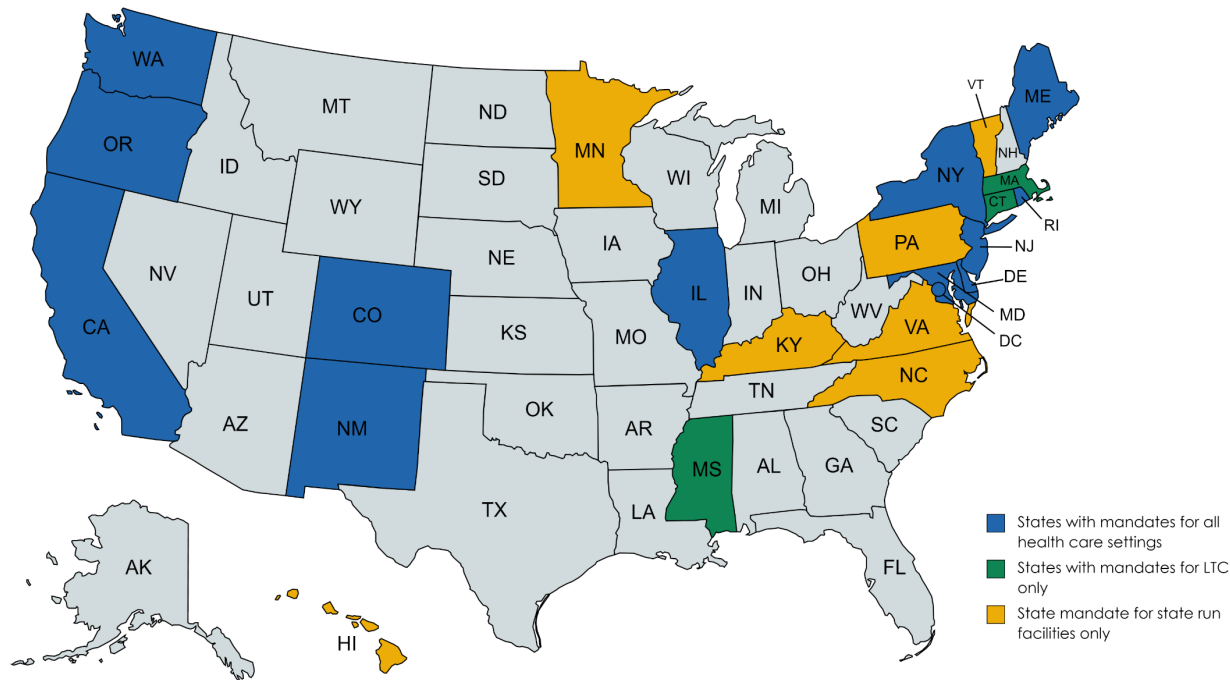 WA
MT
ND
MN
VT
ME
OR
ID
SD
WI
NY
NH
MA
CT
RI
WY
MI
IA
PA
NJ
NV
NE
OH
DE
UT
IL
IN
WV
MD
CA
CO
KS
MO
KY
VA
DC
NC
AZ
NM
OK
TN
AR
SC
MS
AL
GA
TX
LA
FL
AK
HI
States with mandates for all
health care settings
States with mandates for LTC
only
State mandate for state run
facilities only